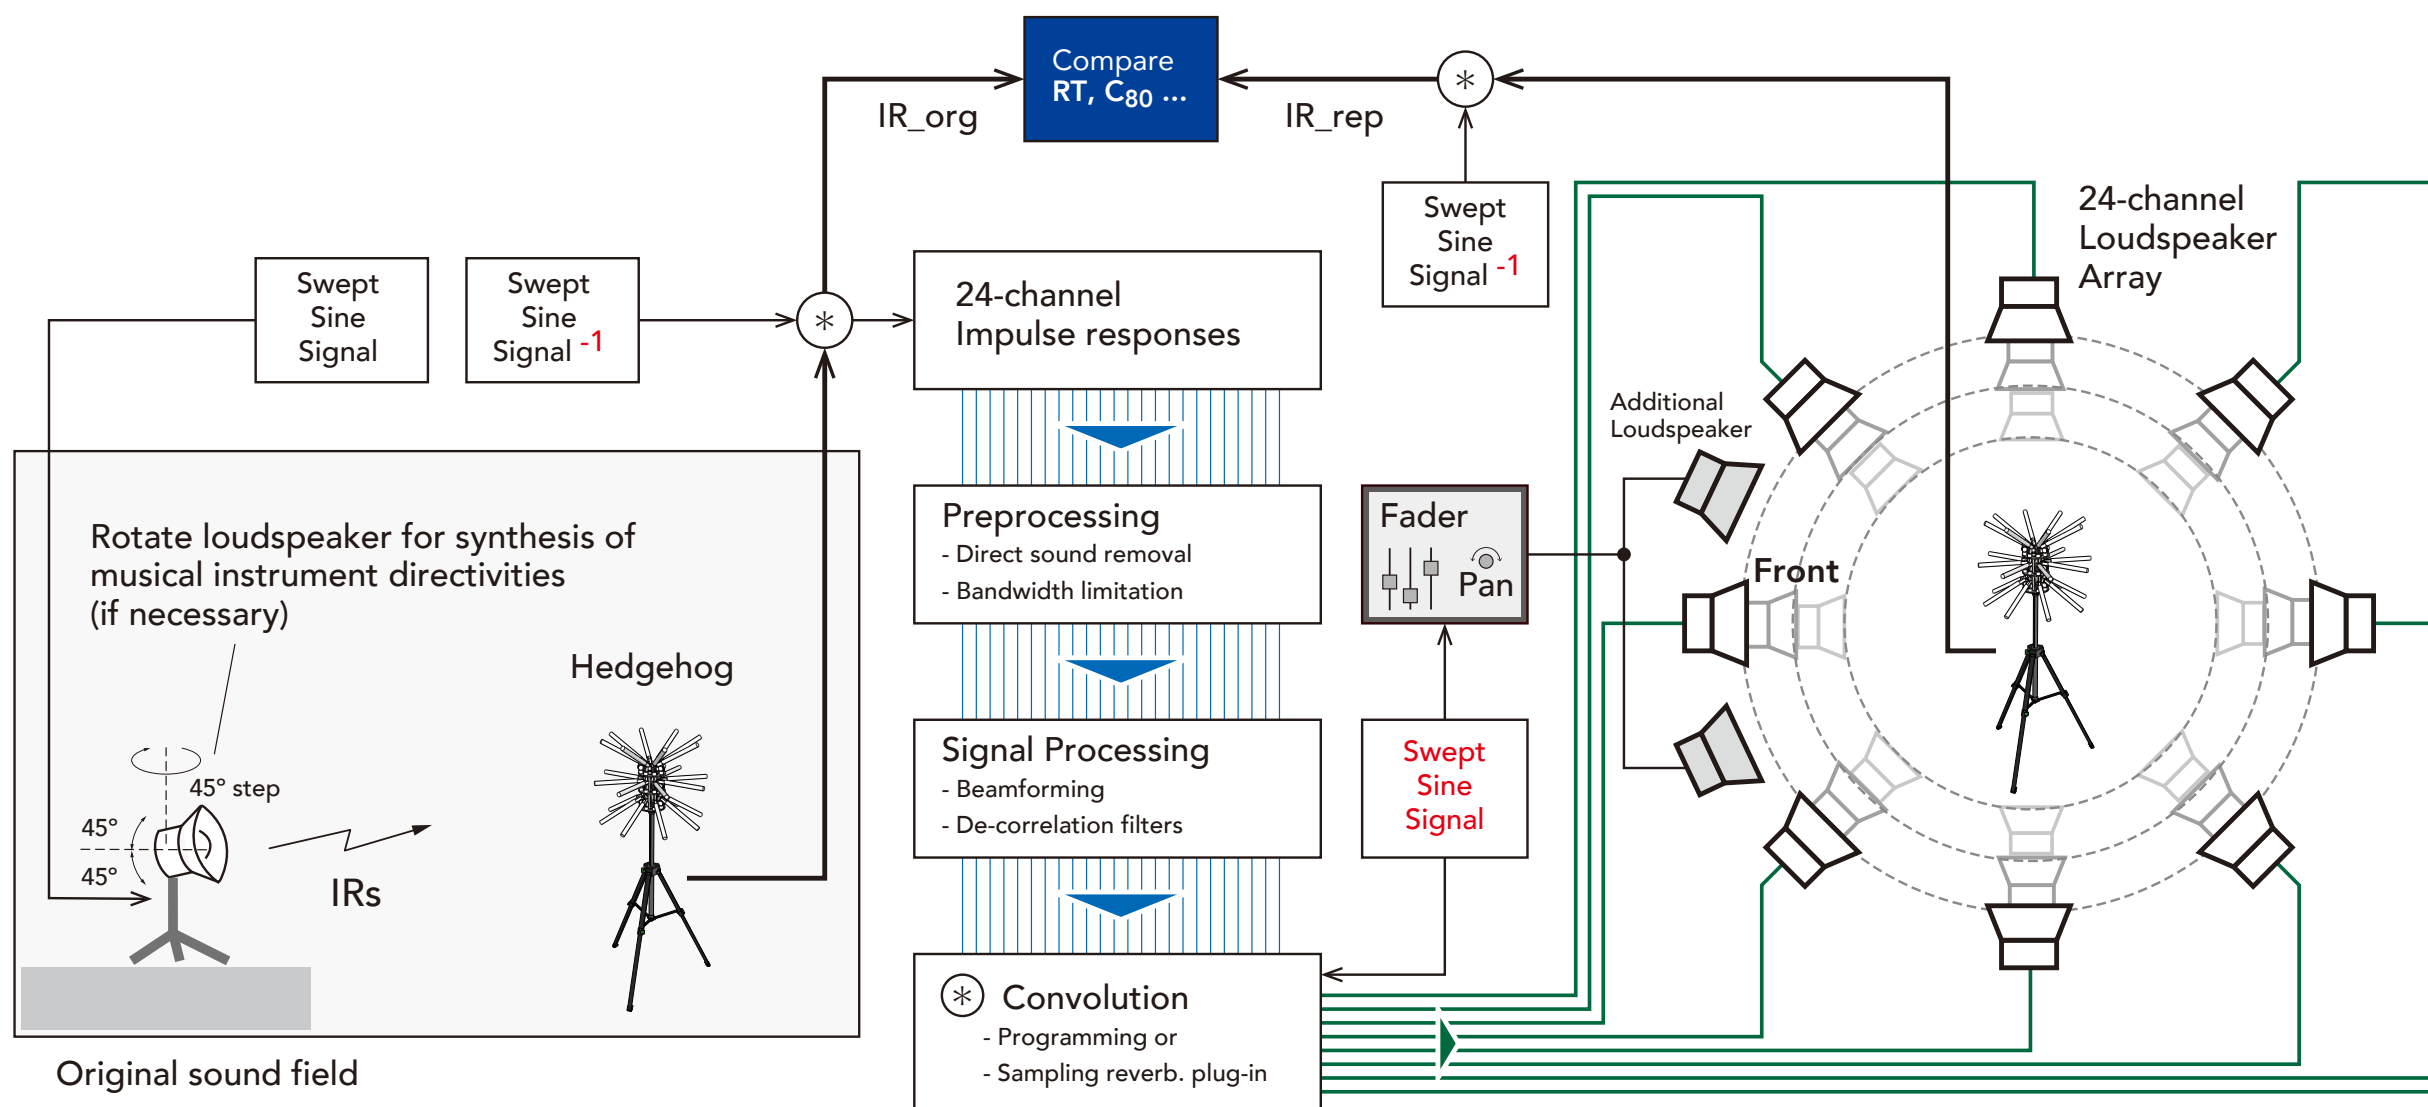 Compare
RT, C80 ...
IR_org
IR_rep
*
Swept
Sine
Signal -1
24-channel
Loudspeaker
Array
Swept
Sine
Signal
Swept
Sine
Signal -1
*
24-channel
Impulse responses
Additional
Loudspeaker
Rotate loudspeaker for synthesis of
musical instrument directivities
(if necessary)
Preprocessing
- Direct sound removal
- Bandwidth limitation
Fader
Pan
Front
Hedgehog
45º step
45º
45º
IRs
Signal Processing
- Beamforming
- De-correlation filters
Swept
Sine
Signal
* Convolution
- Programming or
- Sampling reverb. plug-in
Original sound field